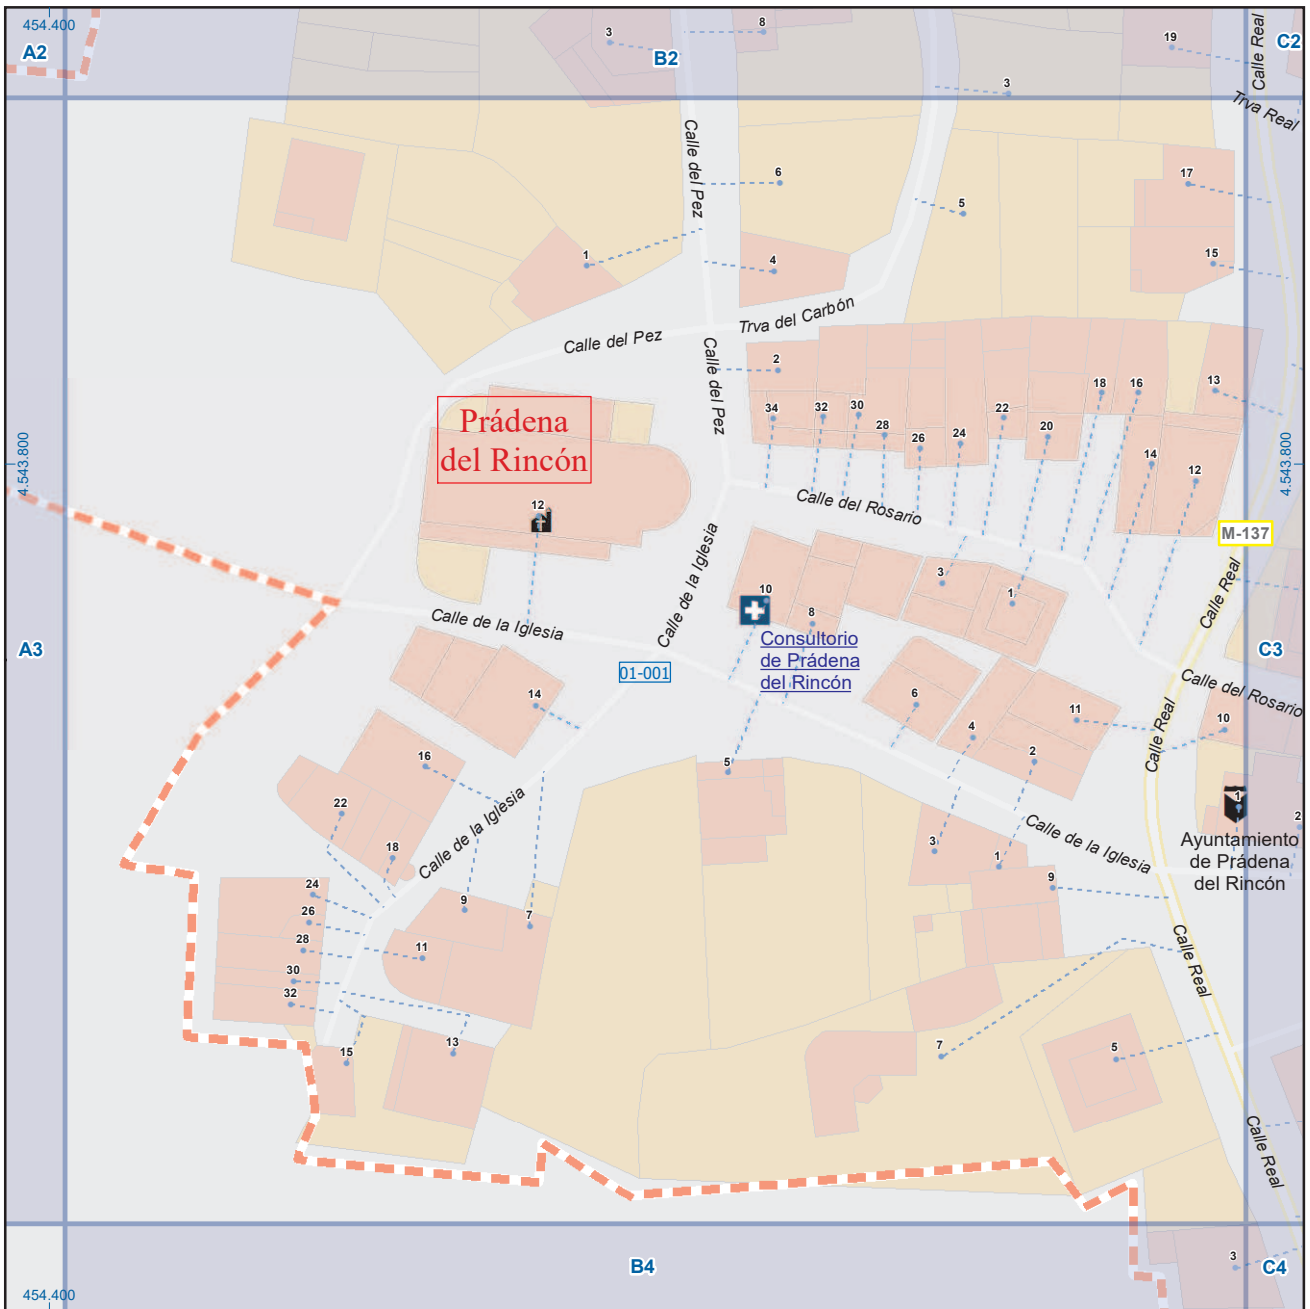 454.400
A2
3
8
B2
3
19
Calle Real
C2
Trva Real
Calle del Pez
6
17
5
1
4
15
Calle del Pez
Trva del Carbón
Calle del Pez
2
18
16
13
34
32
30
28
26
24
22
20
14
12
Prádena
del Rincón
4.543.800
4.543.800
12
Calle del Rosario
M-137
Calle de la Iglesia
3
1
10
8
Calle Real
Calle de la Iglesia
Consultorio
de Prádena
del Rincón
A3
C3
01-001
Calle del Rosario
14
6
4
11
2
10
Calle Real
16
5
22
18
Calle de la Iglesia
3
1
Calle de la Iglesia
1
2
Ayuntamiento
de Prádena
del Rincón
9
24
26
28
30
32
9
7
11
Calle Real
15
13
7
5
Calle Real
B4
3
C4
454.400